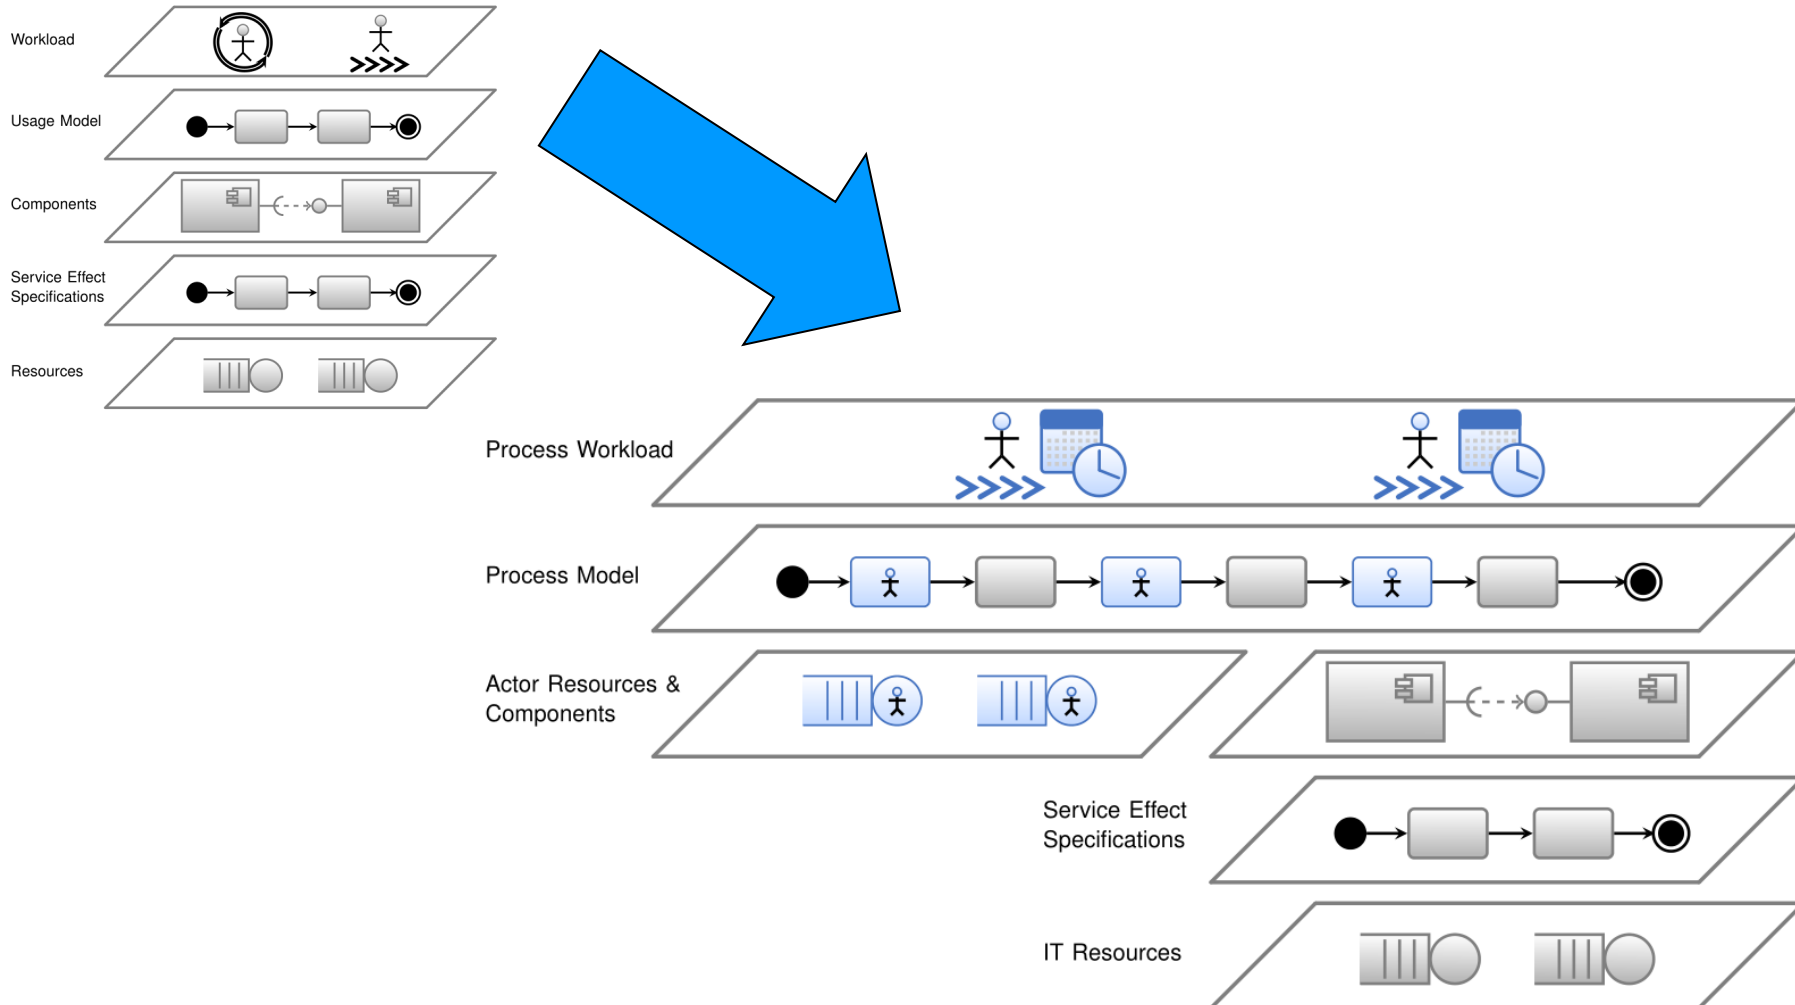 Workload
Usage Model
Components
Service Effect
Specifications
Resources
Process Workload
Process Model
Actor Resources &
Components
Service Effect
Specifications
IT Resources